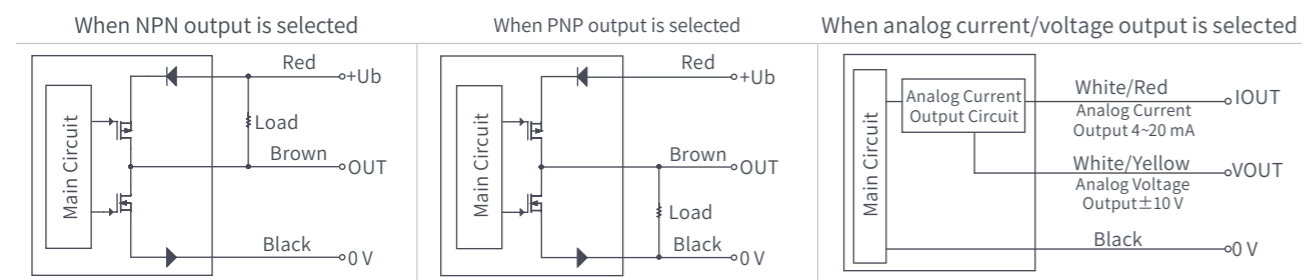 When NPN output is selected
Red
+Ub
Load
Brown
OUT
Main Circuit
Black
0 V
When PNP output is selected
Red
+Ub
Brown
OUT
Main Circuit
Load
Black
0 V
When analog current/voltage output is selected
Main Circuit
Analog Current
Output Circuit
White/Red
IOUT
Analog Current
Output 4~20 mA
White/Yellow
VOUT
Analog Voltage
Output±10 V
Black
0 V